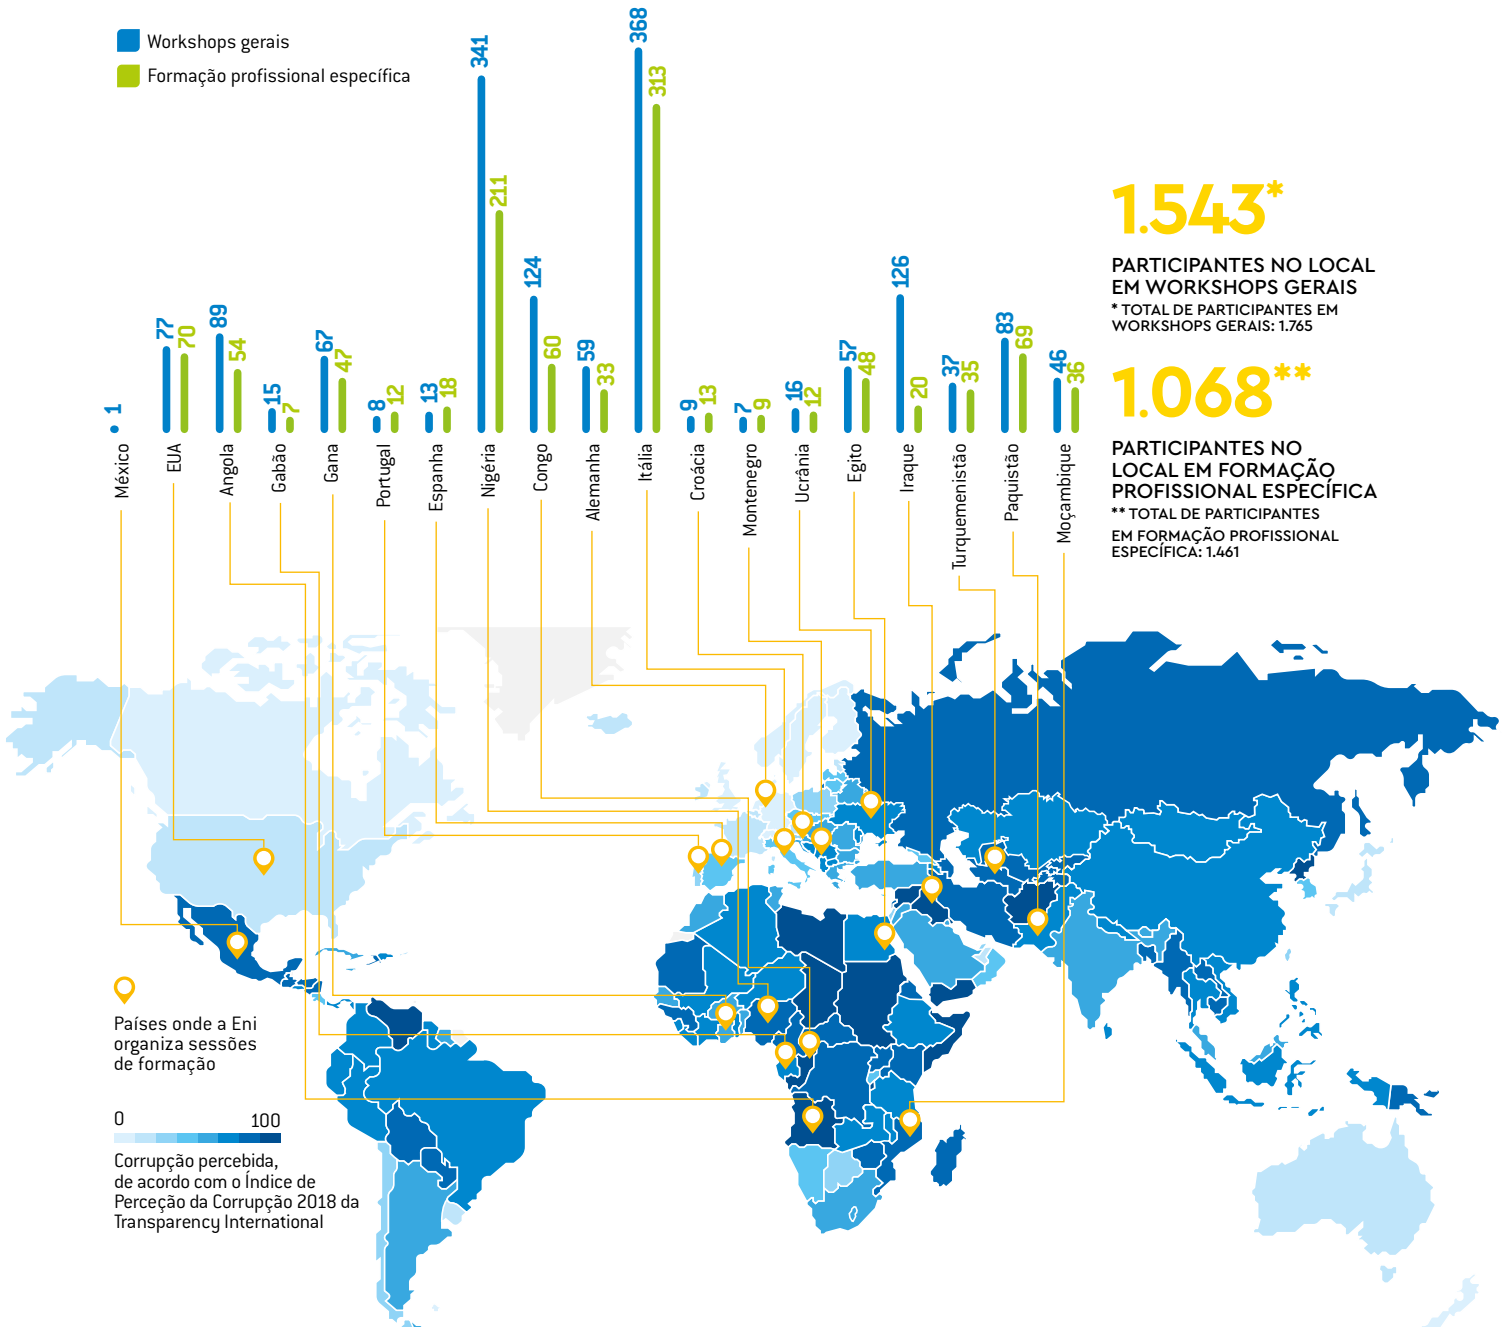 Workshops gerais
Formação profissional específica
1
77
70
89
54
15
7
67
47
8
12
13
18
341
211
124
60
59
33
368
313
9
13
7
9
16
12
57
48
126
20
37
35
83
69
46
36
México
EUA
Angola
Gabão
Gana
Portugal
Espanha
Nigéria
Congo
Alemanha
Itália
Croácia
Montenegro
Ucrânia
Egito
Iraque
Turquemenistão
Paquistão
Moçambique
1.543*
PARTICIPANTES NO LOCAL
EM WORKSHOPS GERAIS
* TOTAL DE PARTICIPANTES EM
WORKSHOPS GERAIS: 1.765
1.068**
PARTICIPANTES NO
LOCAL EM FORMAÇÃO
PROFISSIONAL ESPECÍFICA
** TOTAL DE PARTICIPANTES
EM FORMAÇÃO PROFISSIONAL
ESPECÍFICA: 1.461
Países onde a Eni
organiza sessões
de formação
0 100
Corrupção percebida,
de acordo com o Índice de
Perceção da Corrupção 2018 da
Transparency International